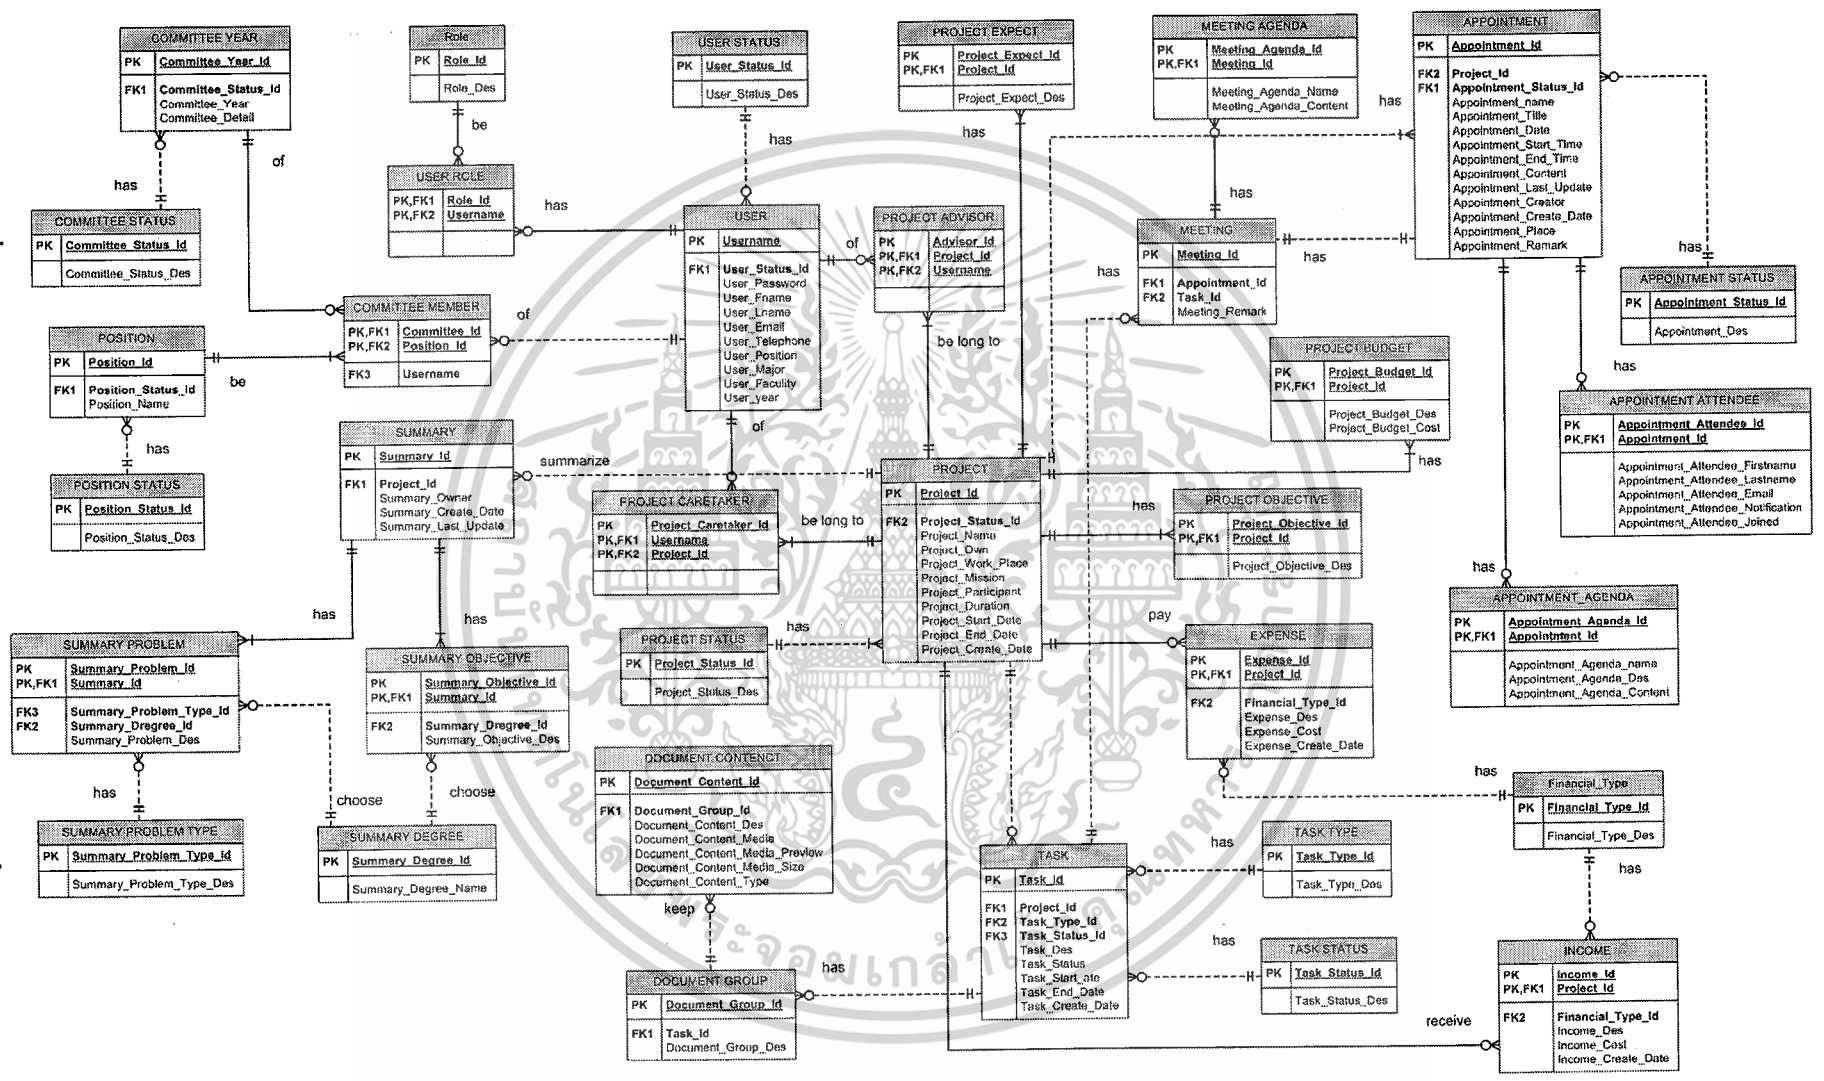 COMMITTEE YEAR
PK Committee_Year_Id
FK1 Committee_Status_Id
Committee_Year
Committee_Detail
of
has
COMMITTEE STATUS
PK Committee_Status_Id
Committee_Status_Des
Role
PK Role_Id
Role_Des
be
USER ROLE
PK,FK1 Role_Id
PK,FK2 Username
has
USER STATUS
PK User_Status_Id
User_Status_Des
has
USER
PK Username
FK1 User_Status_Id
User_Password
User_Fname
User_Lname
User_Email
User_Telephone
User_Position
User_Major
User_Faculity
User_year
of
of
PROJECT EXPECT
PK Project_Expect_Id
PK,FK1 Project_Id
Project_Expect_Des
has
PROJECT ADVISOR
PK Advisor_Id
PK,FK1 Project_Id
PK,FK2 Username
be long to
MEETING AGENDA
PK Meeting_Agenda_Id
PK,FK1 Meeting_Id
Meeting_Agenda_Name
Meeting_Agenda_Content
has
has
MEETING
PK Meeting_Id
FK1 Appointment_Id
FK2 Task_Id
Meeting_Remark
has
has
APPOINTMENT
PK Appointment_Id
FK2 Project_Id
FK1 Appointment_Status_Id
Appointment_name
Appointment_Title
Appointment_Date
Appointment_Start_Time
Appointment_End_Time
Appointment_Content
Appointment_Last_Update
Appointment_Creator
Appointment_Create_Date
Appointment_Place
Appointment_Remark
has
APPOINTMENT STATUS
PK Appointment_Status_Id
Appointment_Des
has
APPOINTMENT ATTENDEE
PK Appointment_Attendee_Id
PK,FK1 Appointment_Id
Appointment_Attendee_Firstname
Appointment_Attendee_Lastname
Appointment_Attendee_Email
Appointment_Attendee_Notification
Appointment_Attendee_Joined
has
APPOINTMENT_AGENDA
PK Appointment_Agenda_Id
PK,FK1 Appointment_Id
Appointment_Agenda_name
Appointment_Agenda_Des
Appointment_Agenda_Content
COMMITTEE MEMBER
PK,FK1 Committee_Id
PK,FK2 Position_Id
FK3 Username
of
POSITION
PK Position_Id
FK1 Position_Status_Id
Position_Name
be
has
POSITION STATUS
PK Position_Status_Id
Position_Status_Des
SUMMARY
PK Summary_Id
FK1 Project_Id
Summary_Owner
Summary_Create_Date
Summary_Last_Update
summarize
has
has
PROJECT CARETAKER
PK Project_Caretaker_Id
PK,FK1 Username
PK,FK2 Project_Id
be long to
PROJECT
PK Project_Id
FK2 Project_Status_Id
Project_Name
Project_Own
Project_Work_Place
Project_Mission
Project_Participant
Project_Duration
Project_Start_Date
Project_End_Date
Project_Create_Date
PROJECT BUDGET
PK Project_Budget_Id
PK,FK1 Project_Id
Project_Budget_Des
Project_Budget_Cost
has
PROJECT OBJECTIVE
PK Project_Objective_Id
PK,FK1 Project_Id
Project_Objective_Des
has
PROJECT STATUS
PK Project_Status_Id
Project_Status_Des
has
pay
EXPENSE
PK Expense_Id
PK,FK1 Project_Id
FK2 Financial_Type_Id
Expense_Des
Expense_Cost
Expense_Create_Date
has
Financial_Type
PK Financial_Type_Id
Financial_Type_Des
has
INCOME
PK Income_Id
PK,FK1 Project_Id
FK2 Financial_Type_Id
Income_Des
Income_Cost
Income_Create_Date
receive
SUMMARY PROBLEM
PK Summary_Problem_Id
PK,FK1 Summary_Id
FK3 Summary_Problem_Type_Id
FK2 Summary_Dregree_Id
Summary_Problem_Des
has
SUMMARY PROBLEM TYPE
PK Summary_Problem_Type_Id
Summary_Problem_Type_Des
SUMMARY OBJECTIVE
PK Summary_Objective_Id
PK,FK1 Summary_Id
FK2 Summary_Dregree_Id
Summary_Objective_Des
choose
choose
SUMMARY DEGREE
PK Summary_Degree_Id
Summary_Degree_Name
DOCUMENT CONTENCT
PK Document_Content_Id
FK1 Document_Group_Id
Document_Content_Des
Document_Content_Media
Document_Content_Media_Preview
Document_Content_Media_Size
Document_Content_Type
keep
DOCUMENT GROUP
PK Document_Group_Id
FK1 Task_Id
Document_Group_Des
has
TASK
PK Task_Id
FK1 Project_Id
FK2 Task_Type_Id
FK3 Task_Status_Id
Task_Des
Task_Status
Task_Start_ate
Task_End_Date
Task_Create_Date
has
TASK TYPE
PK Task_Type_Id
Task_Type_Des
has
TASK STATUS
PK Task_Status_Id
Task_Status_Des